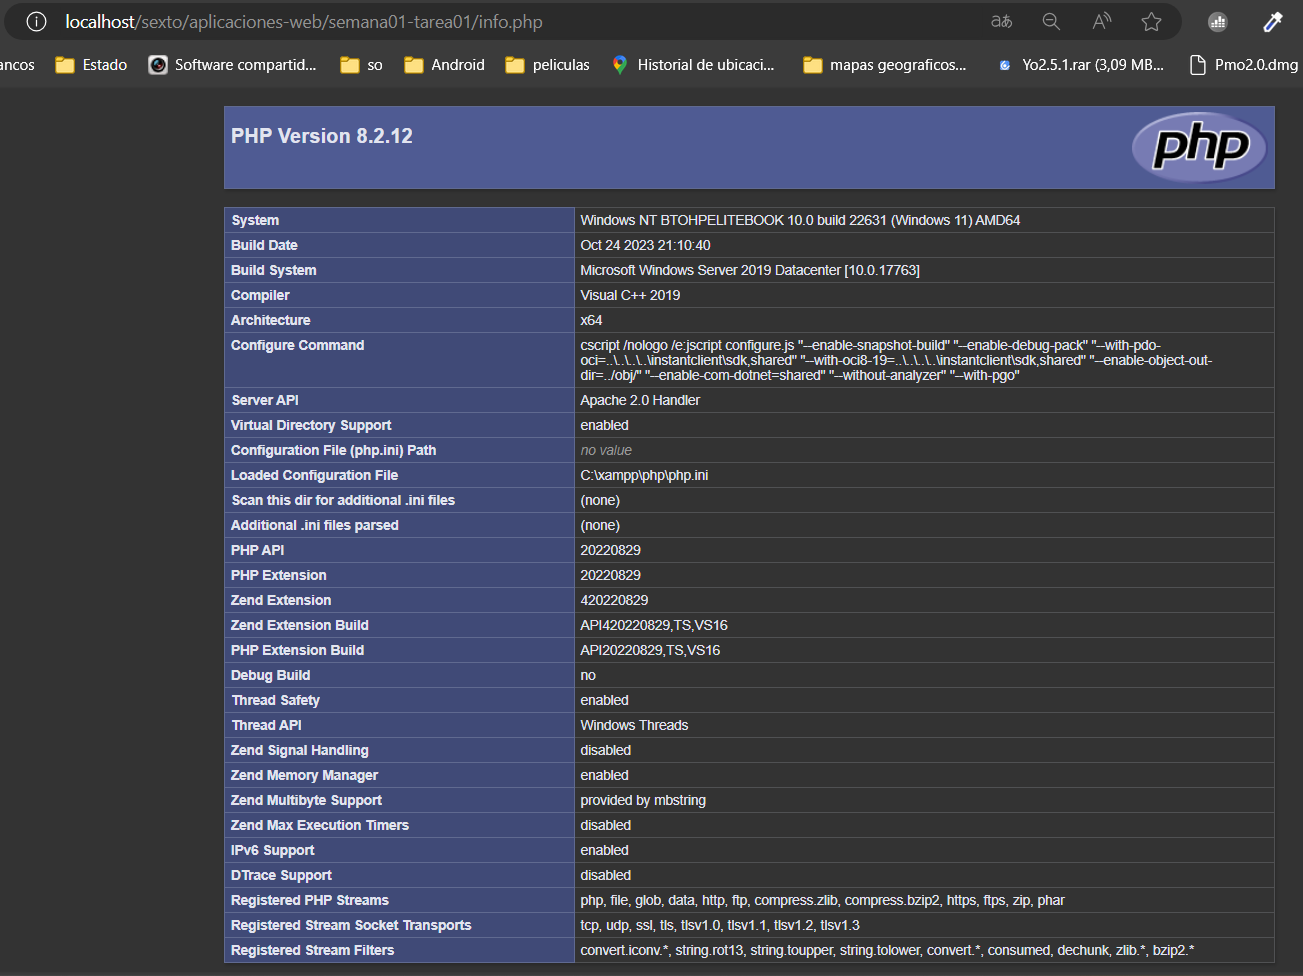 localhost/sexto/aplicaciones-web/semana01-tarea01/info.php
ancos Estado Software compartid... so Android peliculas Historial de ubicaci... mapas geograficos... Yo2.5.1.rar (3,09 MB... Pmo2.0.dmg
PHP Version 8.2.12
php
System Windows NT BTOHPELITEBOOK 10.0 build 22631 (Windows 11) AMD64
Build Date Oct 24 2023 21:10:40
Build System Microsoft Windows Server 2019 Datacenter [10.0.17763]
Compiler Visual C++ 2019
Architecture x64
Configure Command cscript /nologo /e:jscript configure.js "--enable-snapshot-build" "--enable-debug-pack" "--with-pdo-
oci=..\..\..\..\instantclient\sdk,shared" "--with-oci8-19=..\..\..\..\instantclient\sdk,shared" "--enable-object-out-
dir=../obj/" "--enable-com-dotnet=shared" "--without-analyzer" "--with-pgo"
Server API Apache 2.0 Handler
Virtual Directory Support enabled
Configuration File (php.ini) Path no value
Loaded Configuration File C:\xampp\php\php.ini
Scan this dir for additional .ini files (none)
Additional .ini files parsed (none)
PHP API 20220829
PHP Extension 20220829
Zend Extension 420220829
Zend Extension Build API420220829,TS,VS16
PHP Extension Build API20220829,TS,VS16
Debug Build no
Thread Safety enabled
Thread API Windows Threads
Zend Signal Handling disabled
Zend Memory Manager enabled
Zend Multibyte Support provided by mbstring
Zend Max Execution Timers disabled
IPv6 Support enabled
DTrace Support disabled
Registered PHP Streams php, file, glob, data, http, ftp, compress.zlib, compress.bzip2, https, ftps, zip, phar
Registered Stream Socket Transports tcp, udp, ssl, tls, tlsv1.0, tlsv1.1, tlsv1.2, tlsv1.3
Registered Stream Filters convert.iconv.*, string.rot13, string.toupper, string.tolower, convert.*, consumed, dechunk, zlib.*, bzip2.*